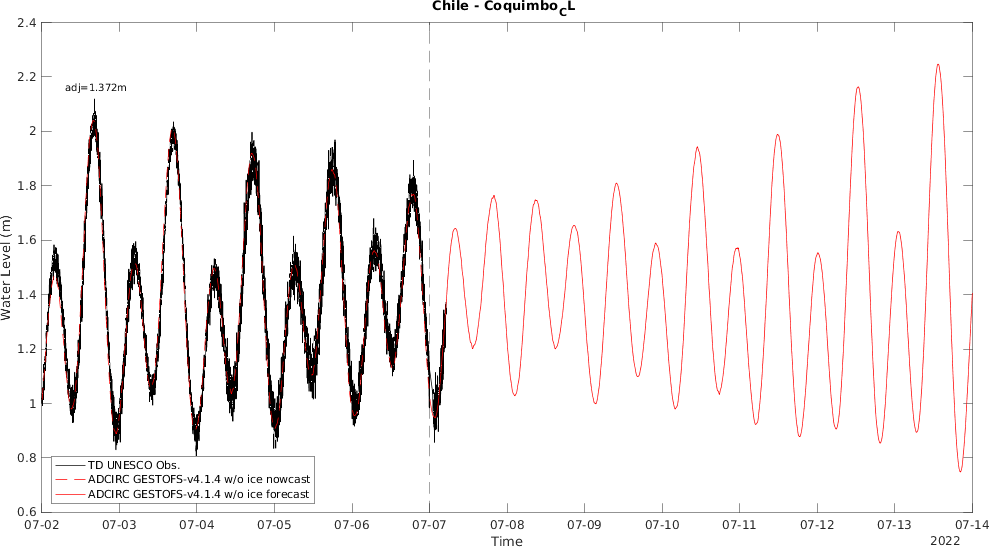 Chile - Coquimbo_CL
2.4
2.2
2
1.8
1.6
1.4
1.2
1
0.8
0.6
Water Level (m)
adj=1.372m
TD UNESCO Obs.
ADCIRC GESTOFS-v4.1.4 w/o ice nowcast
ADCIRC GESTOFS-v4.1.4 w/o ice forecast
07-02 07-03 07-04 07-05 07-06 07-07 07-08 07-09 07-10 07-11 07-12 07-13 07-14
Time
2022